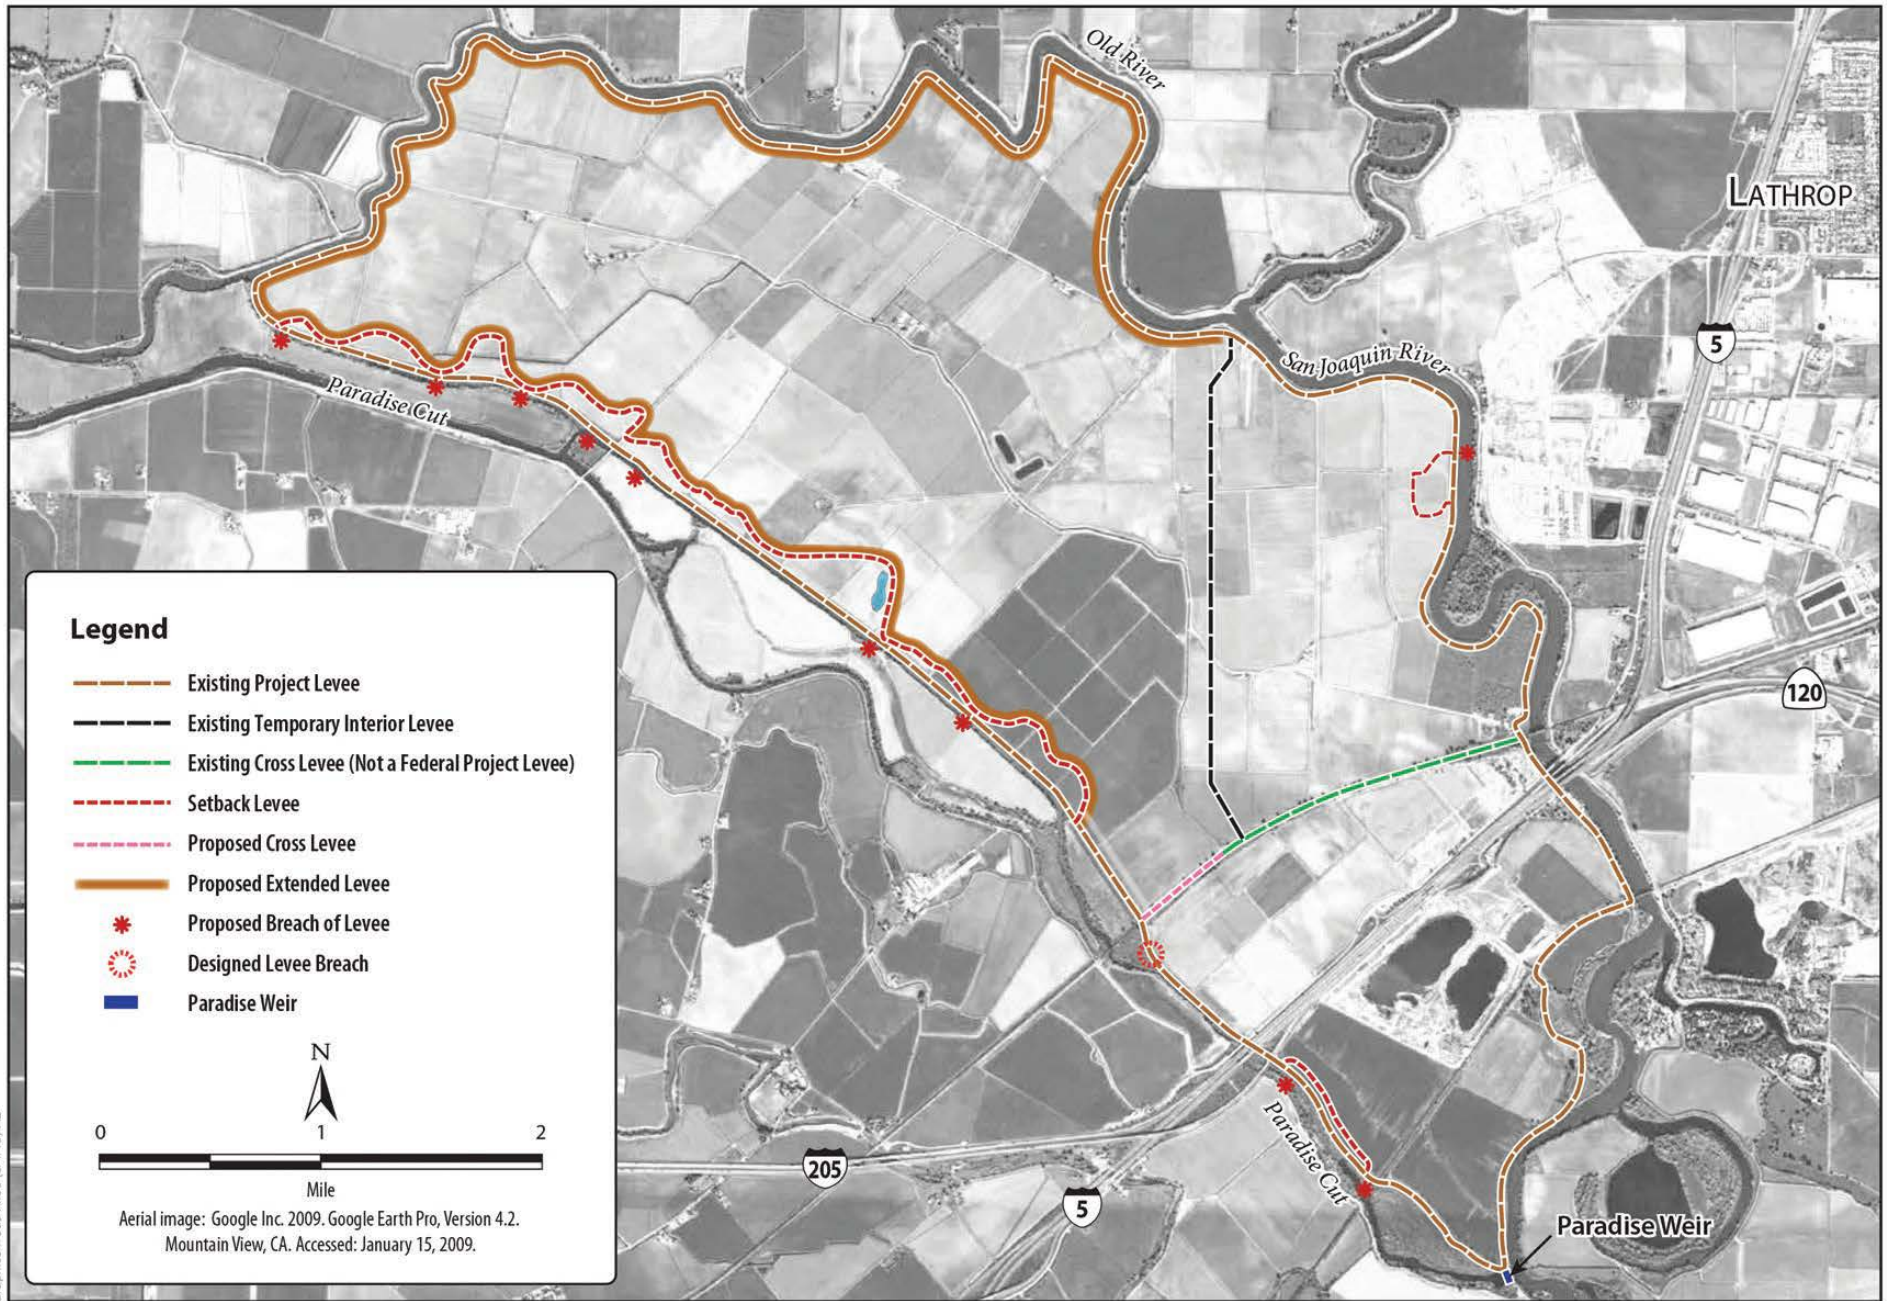 Old River
LATHROP
5
San Joaquin River
Paradise Cut
120
Legend
Existing Project Levee
Existing Temporary Interior Levee
Existing Cross Levee (Not a Federal Project Levee)
Setback Levee
Proposed Cross Levee
Proposed Extended Levee
Proposed Breach of Levee
Designed Levee Breach
Paradise Weir
N
0 1 2
Mile
Aerial image: Google Inc. 2009. Google Earth Pro, Version 4.2.
Mountain View, CA. Accessed: January 15, 2009.
205
5
Paradise Cut
Paradise Weir